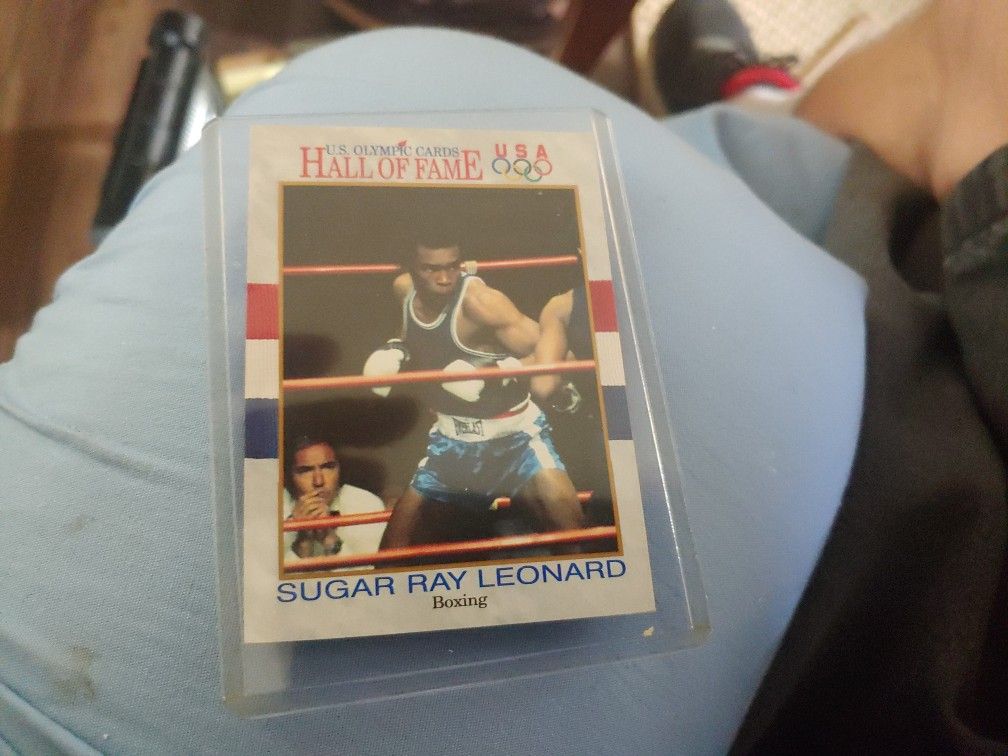 U.S. OLYMPIC CARDS
HALL OF FAME
USA
EVERLAST
SUGAR RAY LEONARD
Boxing